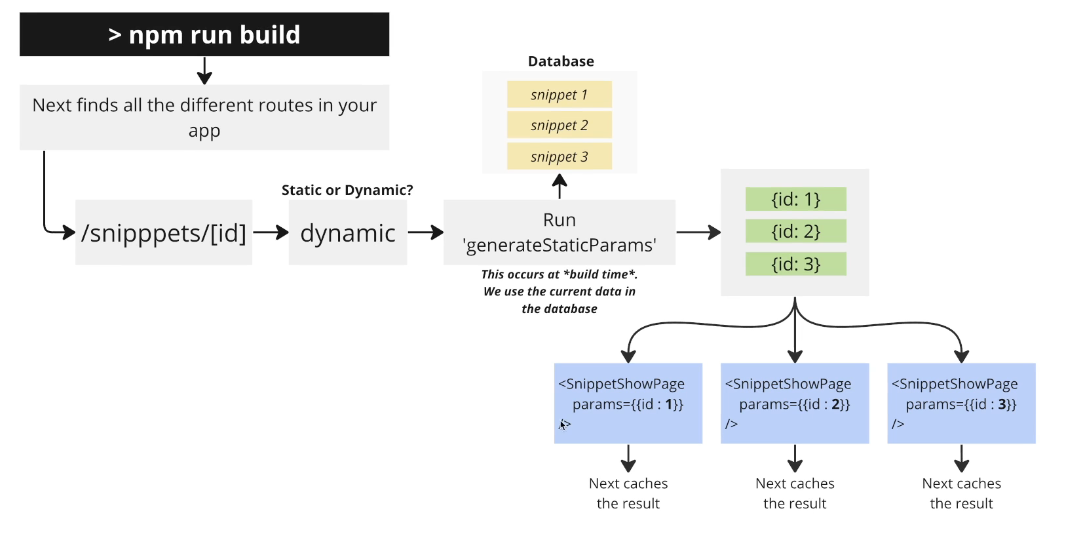 > npm run build
Next finds all the different routes in your
app
Database
snippet 1
snippet 2
snippet 3
Static or Dynamic?
/snipppets/[id]
dynamic
Run
'generateStaticParams'
This occurs at *build time*.
We use the current data in
the database
{id: 1}
{id: 2}
{id: 3}
<SnippetShowPage
params={{id : 1}}
/>
<SnippetShowPage
params={{id : 2}}
/>
<SnippetShowPage
params={{id : 3}}
/>
Next caches
the result
Next caches
the result
Next caches
the result